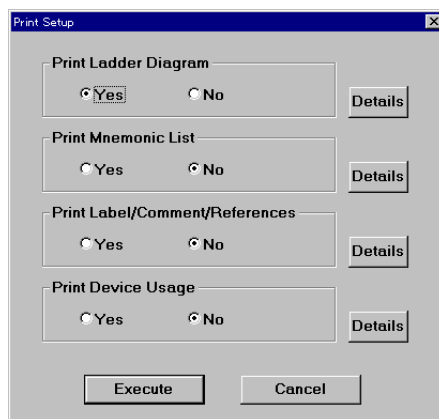 Print Setup
Print Ladder Diagram
Yes No
Details
Print Mnemonic List
Yes No
Details
Print Label/Comment/References
Yes No
Details
Print Device Usage
Yes No
Details
Execute Cancel